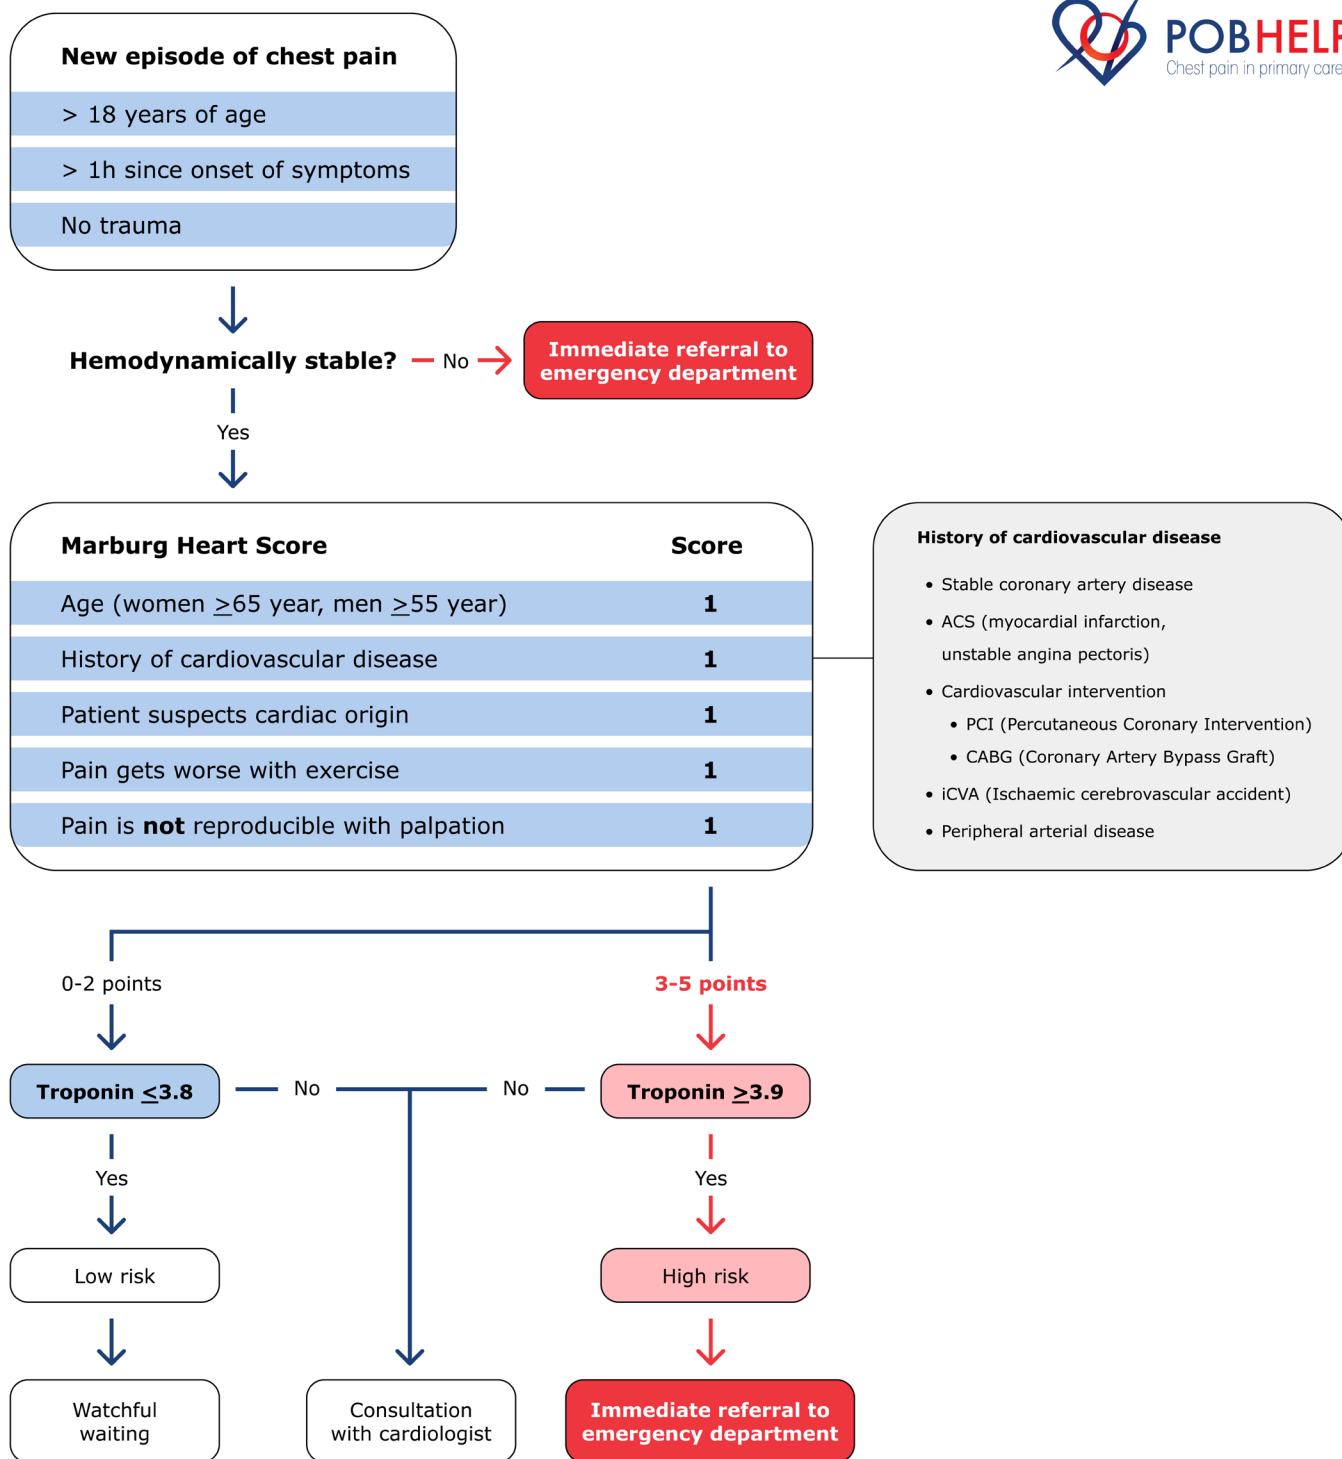 POBHELP
Chest pain in primary care
New episode of chest pain
> 18 years of age
> 1h since onset of symptoms
No trauma
Hemodynamically stable?
No
Immediate referral to
emergency department
Yes
Marburg Heart Score Score
Age (women ≥65 year, men ≥55 year) 1
History of cardiovascular disease 1
Patient suspects cardiac origin 1
Pain gets worse with exercise 1
Pain is not reproducible with palpation 1
History of cardiovascular disease
• Stable coronary artery disease
• ACS (myocardial infarction,
unstable angina pectoris)
• Cardiovascular intervention
• PCI (Percutaneous Coronary Intervention)
• CABG (Coronary Artery Bypass Graft)
• iCVA (Ischaemic cerebrovascular accident)
• Peripheral arterial disease
0-2 points
3-5 points
Troponin ≤3.8
No
No
Troponin ≥3.9
Yes
Yes
Low risk
High risk
Watchful
waiting
Consultation
with cardiologist
Immediate referral to
emergency department